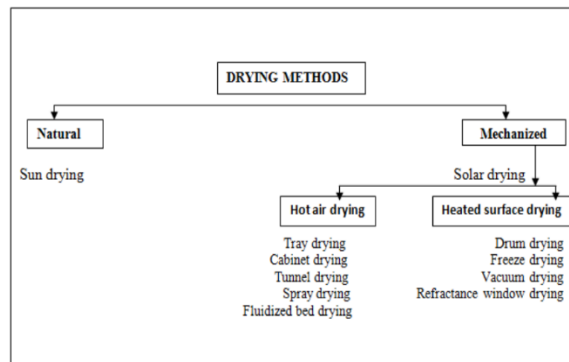 DRYING METHODS
Natural
Mechanized
Sun drying
Solar drying
Hot air drying
Heated surface drying
Tray drying
Cabinet drying
Tunnel drying
Spray drying
Fluidized bed drying
Drum drying
Freeze drying
Vacuum drying
Refractance window drying